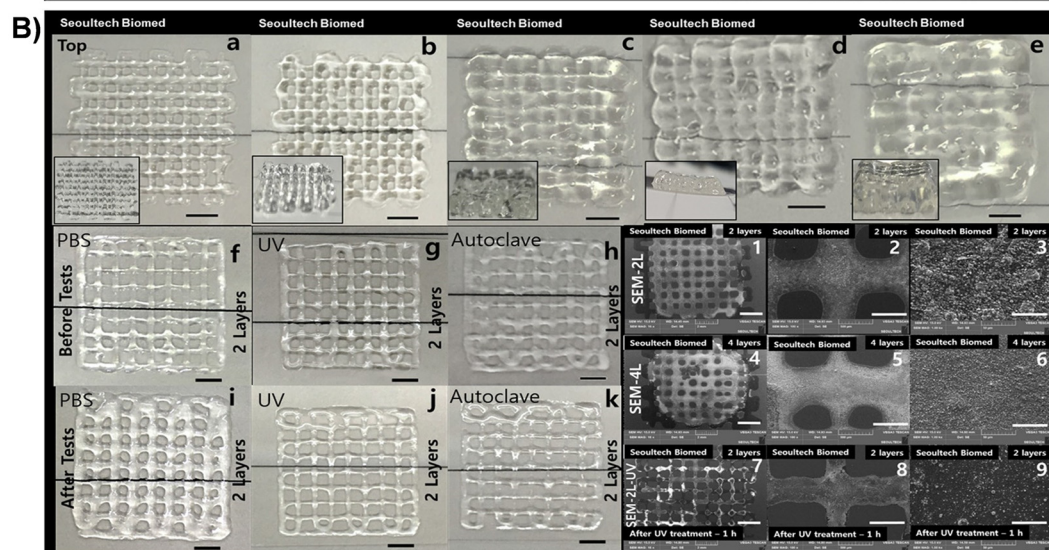 B)
Seoultech Biomed Seoultech Biomed Seoultech Biomed Seoultech Biomed Seoultech Biomed
Top a b c d e
PBS f UV g Autoclave h
Before Tests
2 Layers 2 Layers 2 Layers
PBS i UV j Autoclave k
After Tests
2 Layers 2 Layers 2 Layers
Seoultech Biomed 2 layers Seoultech Biomed 2 layers Seoultech Biomed 2 layers
SEM-2L 1 2 3
Seoultech Biomed 4 layers Seoultech Biomed 4 layers Seoultech Biomed 4 layers
SEM-4L 4 5 6
Seoultech Biomed 2 layers Seoultech Biomed 2 layers Seoultech Biomed 2 layers
SEM-2L-UV 7 8 9
After UV treatment – 1 h After UV treatment – 1 h After UV treatment – 1 h